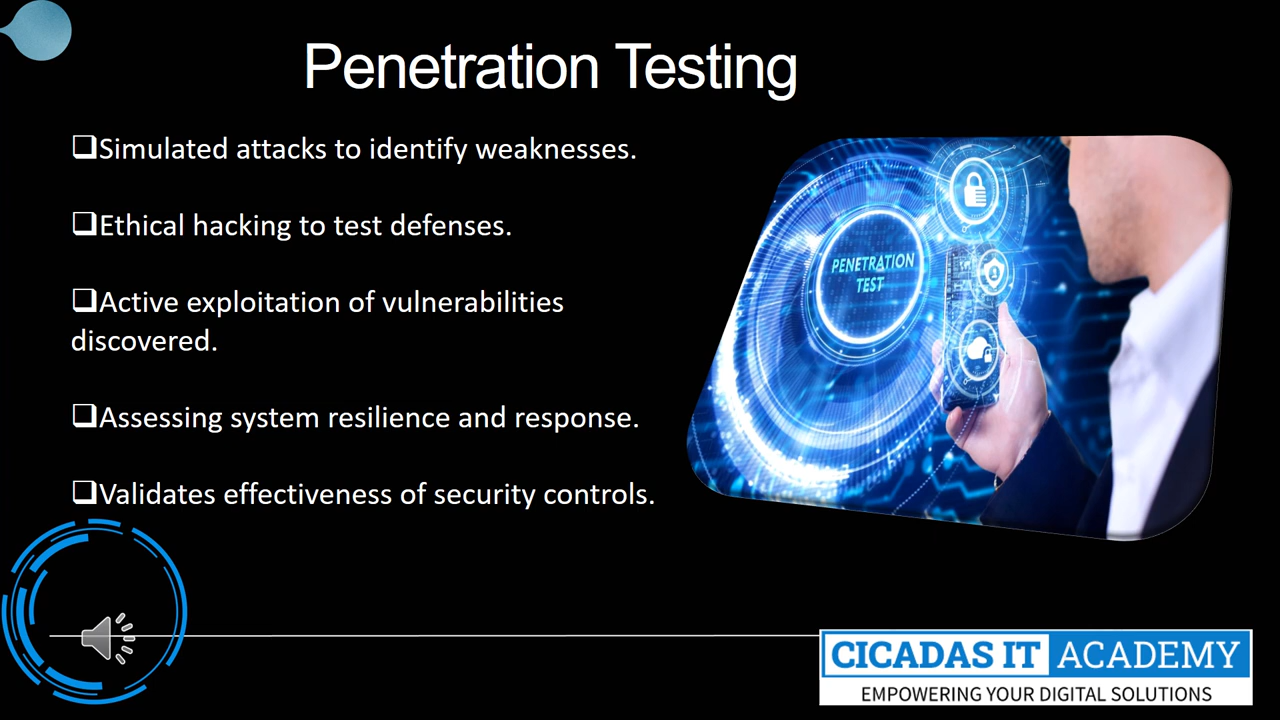 Penetration Testing
❑Simulated attacks to identify weaknesses.
❑Ethical hacking to test defenses.
❑Active exploitation of vulnerabilities
discovered.
❑Assessing system resilience and response.
❑Validates effectiveness of security controls.
PENETRATION
TEST
CICADAS IT ACADEMY
EMPOWERING YOUR DIGITAL SOLUTIONS